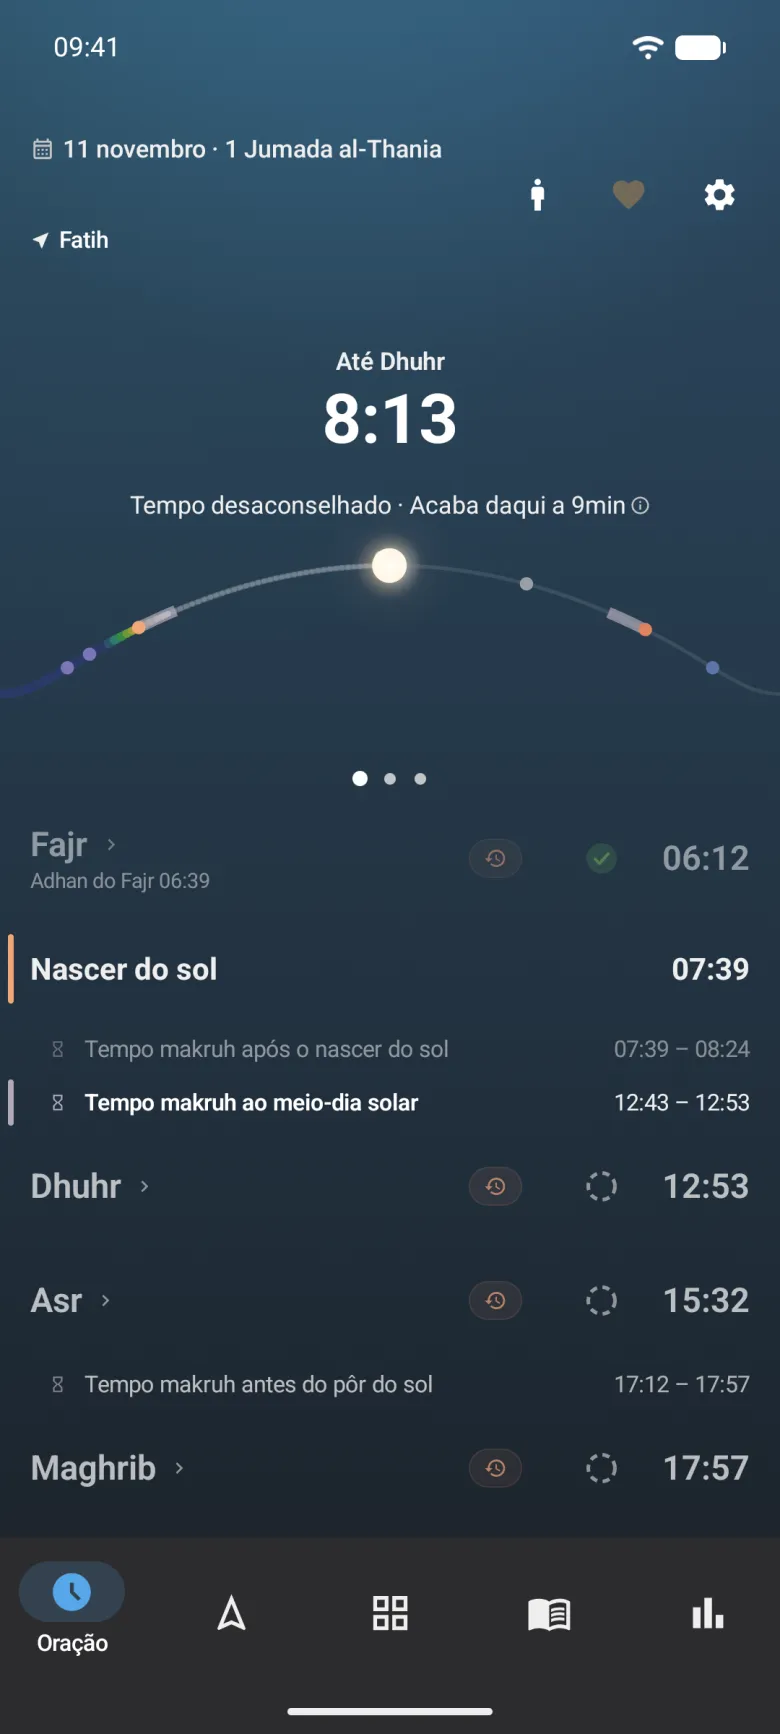 09:41
11 novembro · 1 Jumada al-Thania
Fatih
Até Dhuhr
8:13
Tempo desaconselhado · Acaba daqui a 9min
Fajr
06:12
Adhan do Fajr 06:39
Nascer do sol
07:39
Tempo makruh após o nascer do sol
07:39 – 08:24
Tempo makruh ao meio-dia solar
12:43 – 12:53
Dhuhr
12:53
Asr
15:32
Tempo makruh antes do pôr do sol
17:12 – 17:57
Maghrib
17:57
Oração